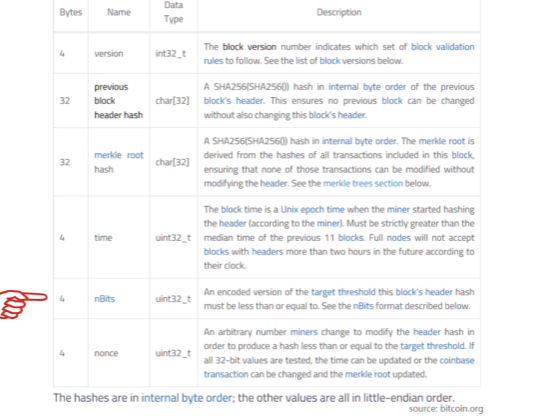 Bytes Name Data Type Description
4 version int32_t The block version number indicates which set of block validation
rules to follow. See the list of block versions below.
32 previous block header hash char[32] A SHA256(SHA256()) hash in internal byte order of the previous
block's header. This ensures no previous block can be changed
without also changing this block's header.
32 merkle root hash char[32] A SHA256(SHA256()) hash in internal byte order. The merkle root is
derived from the hashes of all transactions included in this block,
ensuring that none of those transactions can be modified without
modifying the header. See the merkle trees section below.
4 time uint32_t The block time is a Unix epoch time when the miner started hashing
the header (according to the miner). Must be strictly greater than the
median time of the previous 11 blocks. Full nodes will not accept
blocks with headers more than two hours in the future according to
their clock.
4 nBits uint32_t An encoded version of the target threshold this block's header hash
must be less than or equal to. See the nBits format described below.
4 nonce uint32_t An arbitrary number miners change to modify the header hash in
order to produce a hash less than or equal to the target threshold. If
all 32-bit values are tested, the time can be updated or the coinbase
transaction can be changed and the merkle root updated.
The hashes are in internal byte order; the other values are all in little-endian order.
source: bitcoin.org